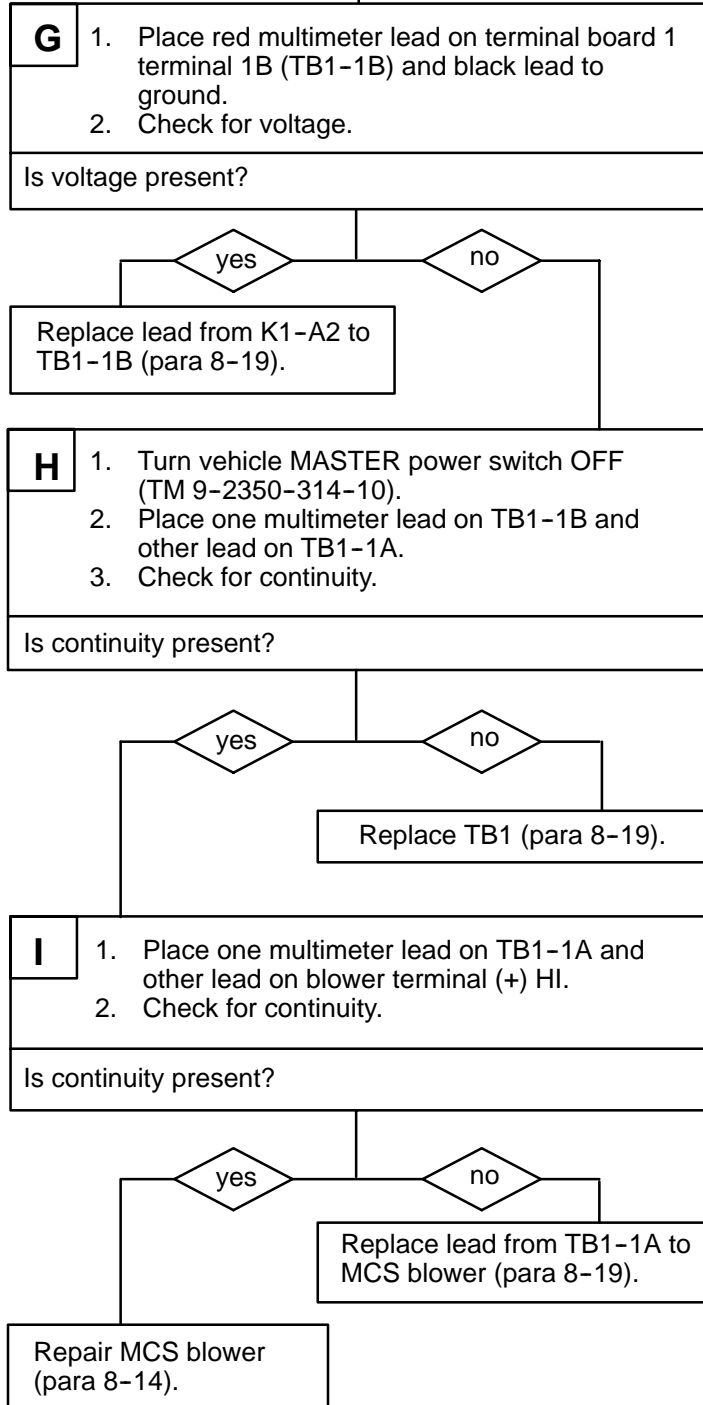 G
1. Place red multimeter lead on terminal board 1
terminal 1B (TB1--1B) and black lead to
ground.
2. Check for voltage.
Is voltage present?
yes
no
Replace lead from K1--A2 to
TB1--1B (para 8--19).
H
1. Turn vehicle MASTER power switch OFF
(TM 9--2350--314--10).
2. Place one multimeter lead on TB1--1B and
other lead on TB1--1A.
3. Check for continuity.
Is continuity present?
yes
no
Replace TB1 (para 8--19).
I
1. Place one multimeter lead on TB1--1A and
other lead on blower terminal (+) HI.
2. Check for continuity.
Is continuity present?
yes
no
Replace lead from TB1--1A to
MCS blower (para 8--19).
Repair MCS blower
(para 8--14).